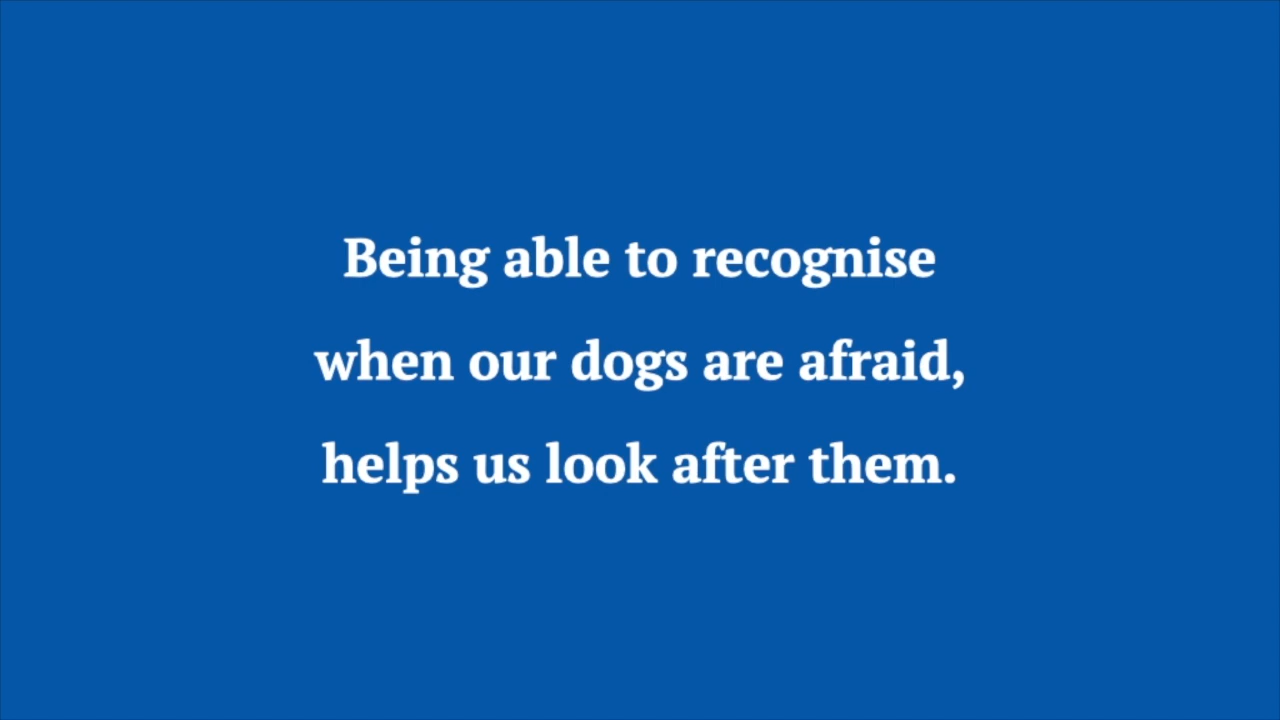 Being able to recognise
when our dogs are afraid,
helps us look after them.